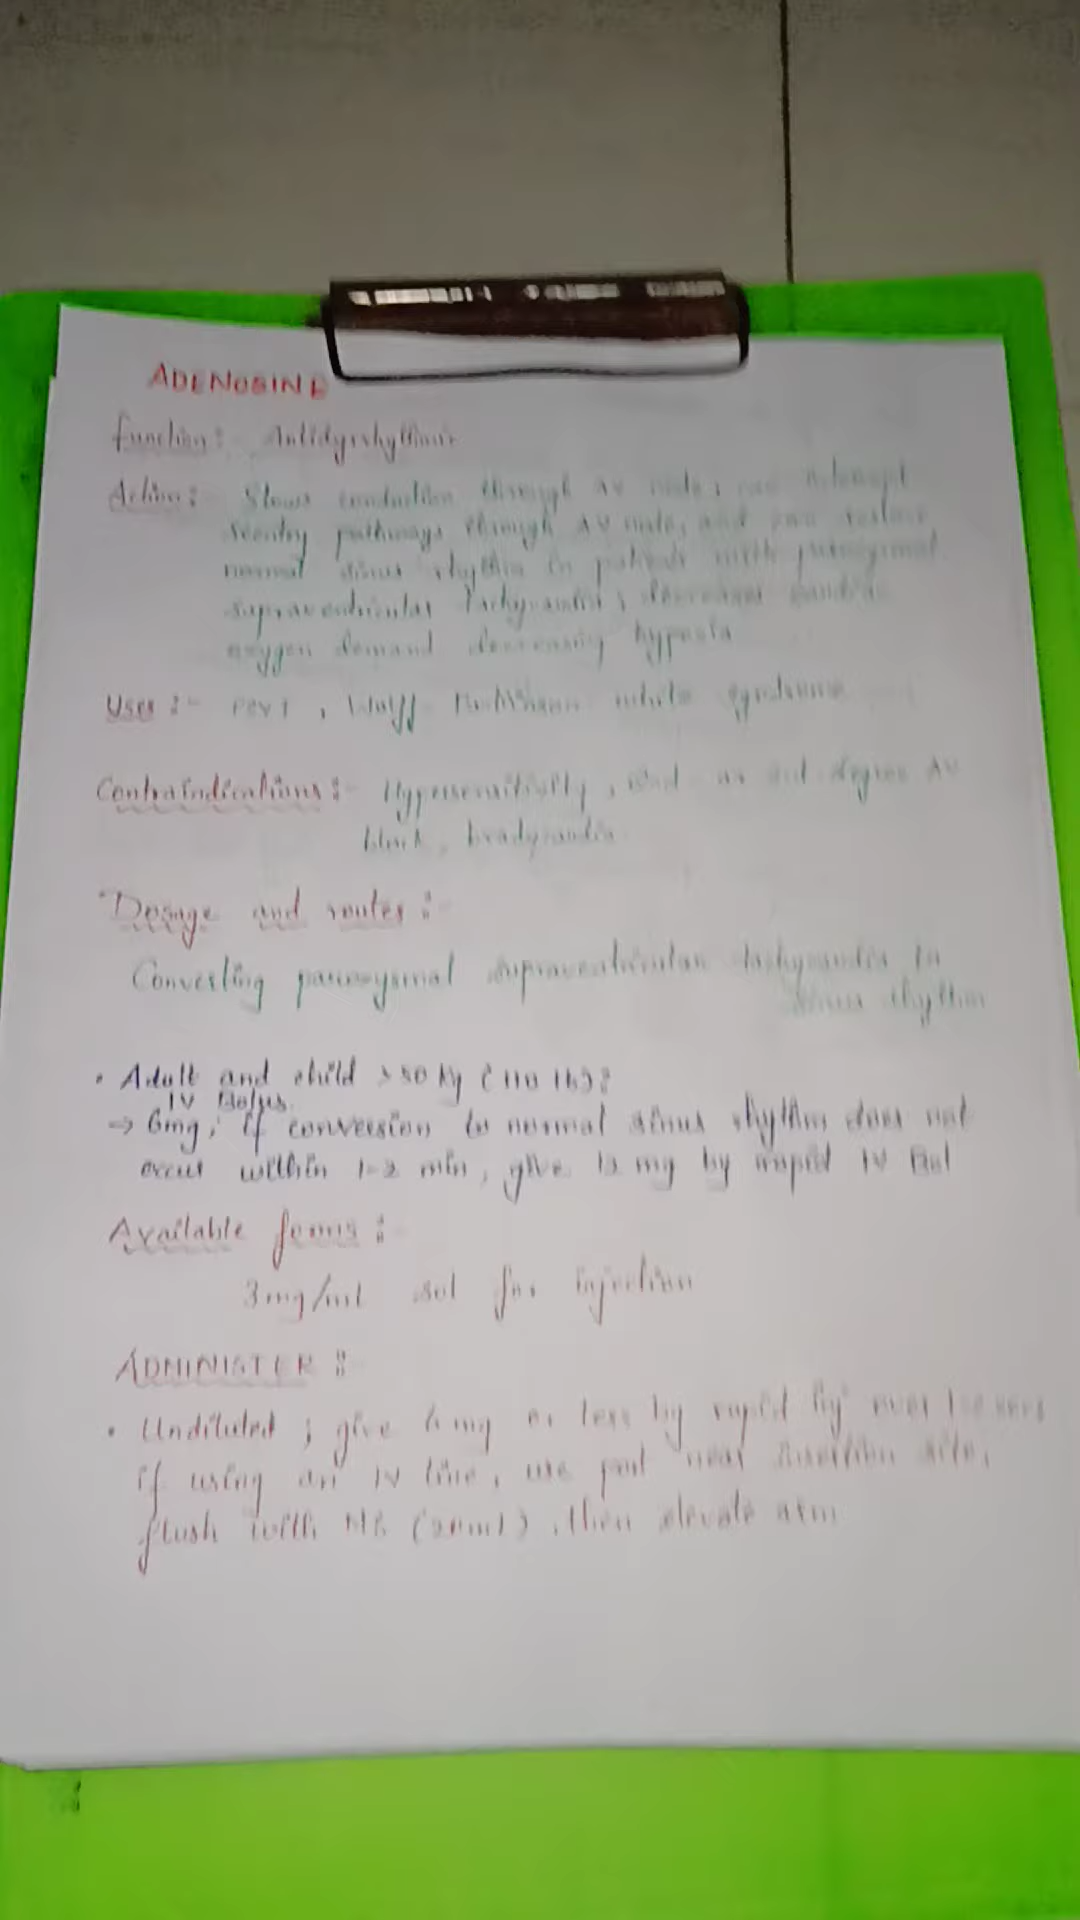 ADENOSINE
Function:- Antidysrhythmic
Action:- Slows conduction through AV node, can interrupt
reentry pathways through AV node, and can restore
normal sinus rhythm in patients with paroxysmal
supraventricular tachycardia, decreases cardiac
oxygen demand decreasing hypoxia
Uses :- PSVT, Wolff-Parkinson white syndrome
Contraindications:- Hypersensitivity, 2nd or 3rd degree AV
block, bradycardia
Dosage and routes:-
Converting paroxysmal supraventricular tachycardia to
sinus rhythm
• Adult and child >50 kg (110 lb):
IV Bolus
→ 6mg; if conversion to normal sinus rhythm does not
occur within 1-2 min, give 12 mg by rapid IV Bol
Available forms:-
3mg/ml sol for injection
ADMINISTER:-
• Undiluted; give 6 mg or less by rapid over
if using an IV line, use port near insertion site,
flush with NS, then elevate arm